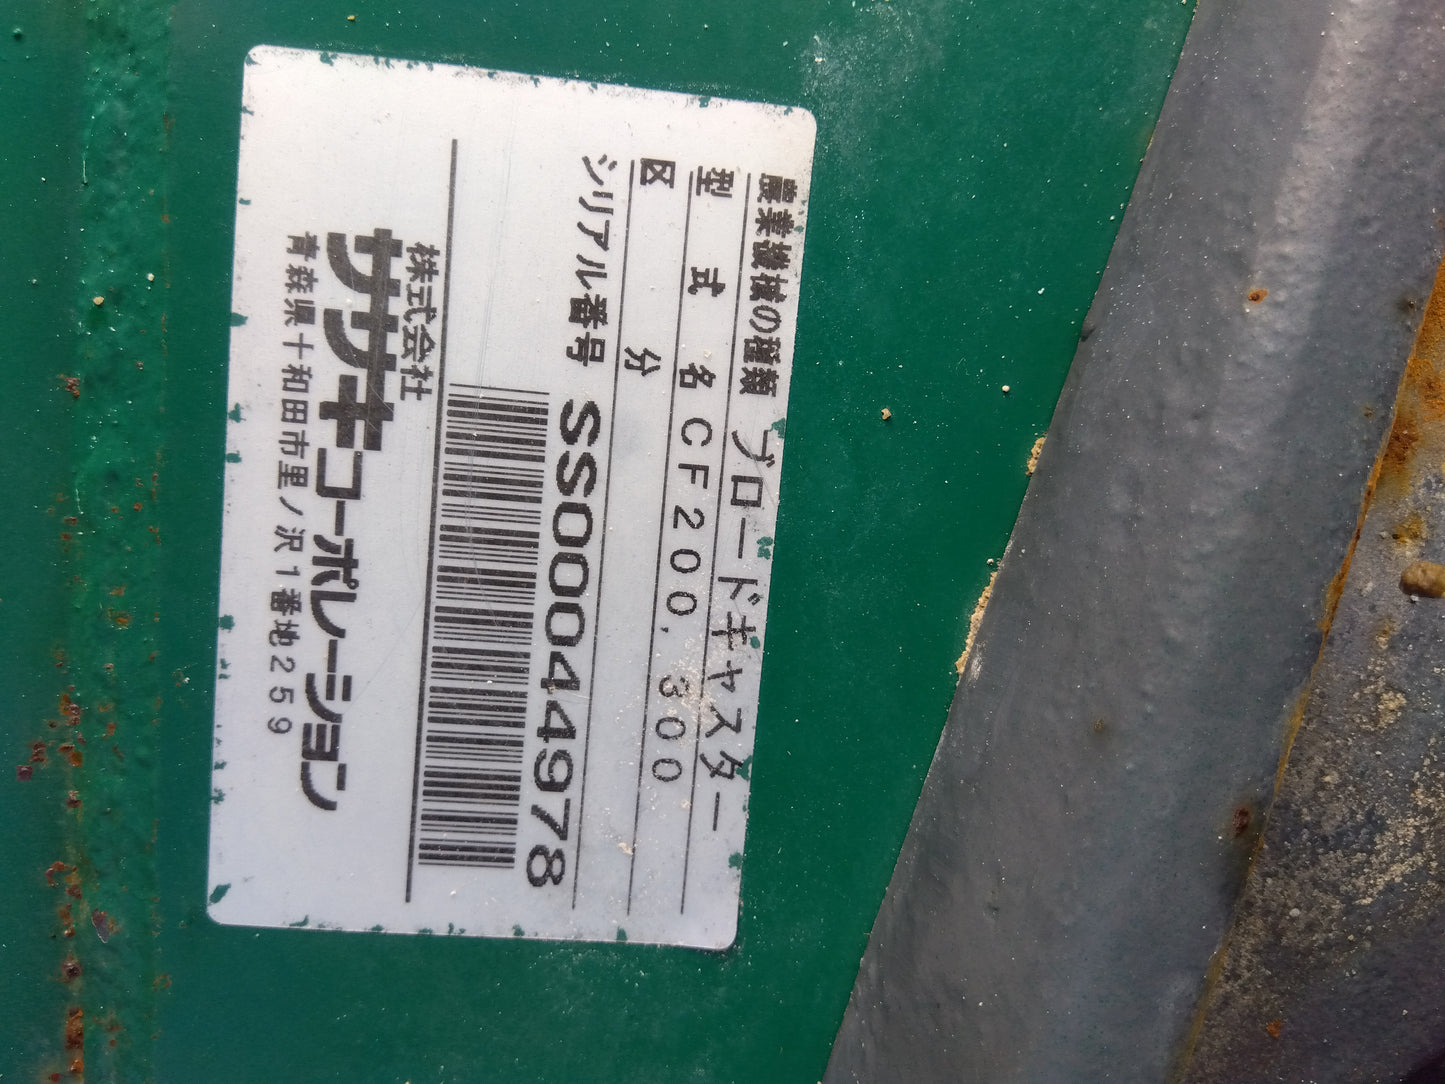 農業機械の種類 ブロードキャスター
型式名 CF200,300
区分
シリアル番号 SS00044978
株式会社
ササキコーポレーション
青森県十和田市里ノ沢1番地259